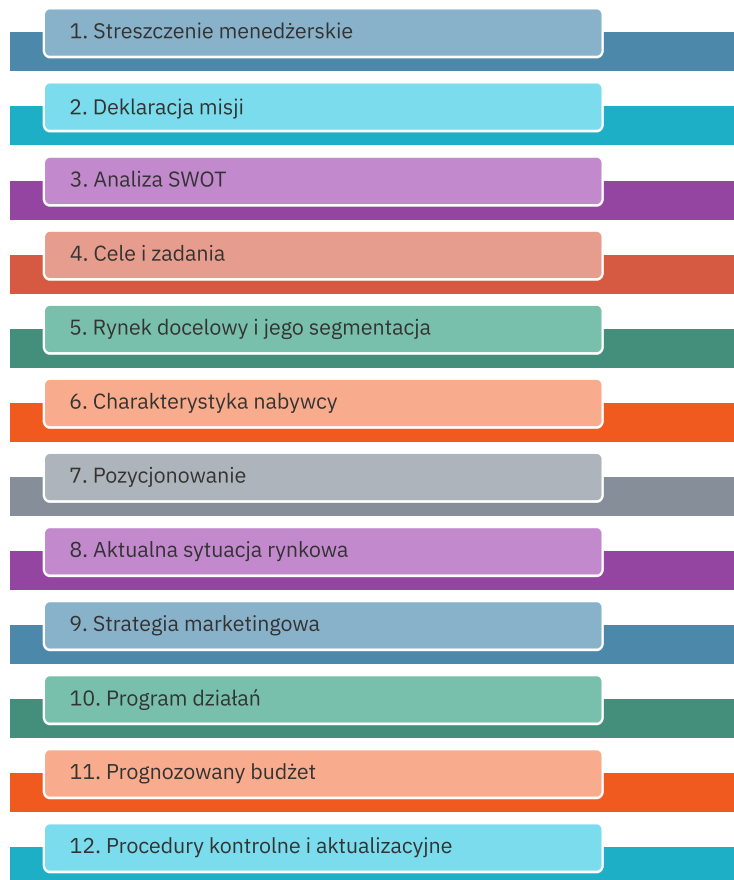 1. Streszczenie menedżerskie
2. Deklaracja misji
3. Analiza SWOT
4. Cele i zadania
5. Rynek docelowy i jego segmentacja
6. Charakterystyka nabywcy
7. Pozycjonowanie
8. Aktualna sytuacja rynkowa
9. Strategia marketingowa
10. Program działań
11. Prognozowany budżet
12. Procedury kontrolne i aktualizacyjne